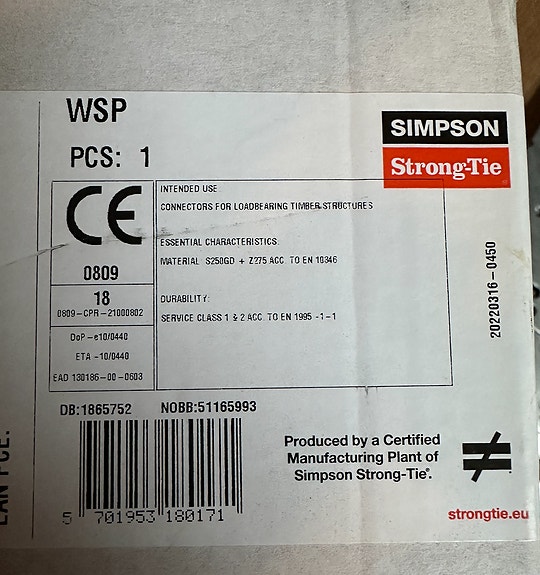 WSP
PCS: 1
SIMPSON
Strong-Tie
CE
0809
18
0809-CPR-21000802
DoP-e10/0440
ETA-10/0440
EAD 130186-00-0603
INTENDED USE:
CONNECTORS FOR LOADBEARING TIMBER STRUCTURES
ESSENTIAL CHARACTERISTICS:
MATERIAL S250GD + Z275 ACC. TO EN 10346
DURABILITY:
SERVICE CLASS 1 & 2 ACC. TO EN 1995-1-1
20220316-0450
DB:1865752 NOBB:51165993
5 701953 180171
Produced by a Certified
Manufacturing Plant of
Simpson Strong-Tie®.
strongtie.eu